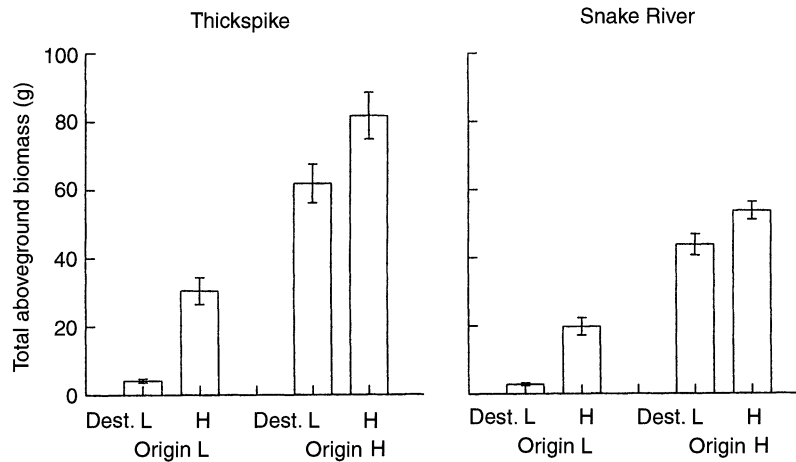 Thickspike
Snake River
Total aboveground biomass (g)
100
80
60
40
20
0
Dest. L H Dest. L H
Origin L Origin H
Dest. L H Dest. L H
Origin L Origin H